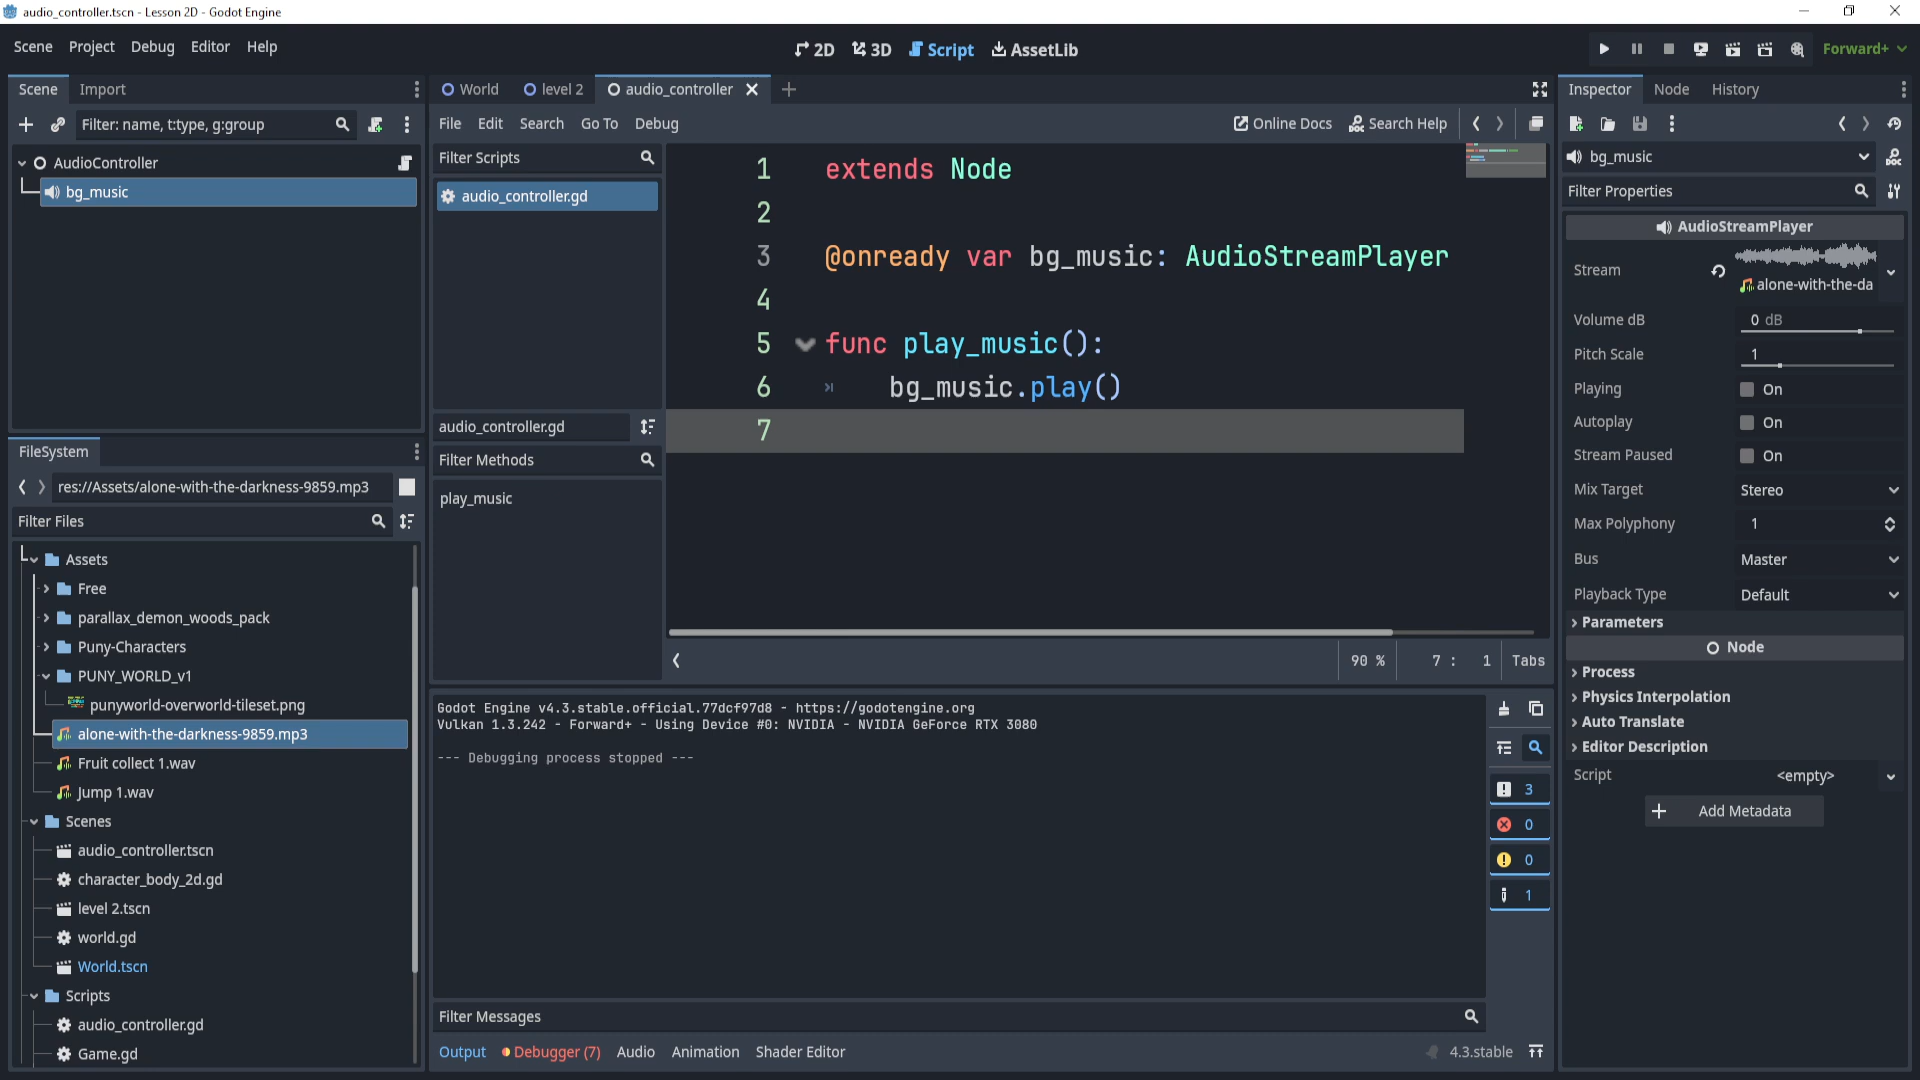 audio_controller.tscn - Lesson 2D - Godot Engine
Scene Project Debug Editor Help
2D 3D Script AssetLib
Forward+
Scene Import
Filter: name, t:type, g:group
AudioController
bg_music
World level 2 audio_controller
File Edit Search Go To Debug
Online Docs Search Help
Filter Scripts
audio_controller.gd
audio_controller.gd
Filter Methods
play_music
1 extends Node
2
3 @onready var bg_music: AudioStreamPlayer
4
5 func play_music():
6 bg_music.play()
7
90 % 7 : 1 Tabs
FileSystem
res://Assets/alone-with-the-darkness-9859.mp3
Filter Files
Assets
Free
parallax_demon_woods_pack
Puny-Characters
PUNY_WORLD_v1
punyworld-overworld-tileset.png
alone-with-the-darkness-9859.mp3
Fruit collect 1.wav
Jump 1.wav
Scenes
audio_controller.tscn
character_body_2d.gd
level 2.tscn
world.gd
World.tscn
Scripts
audio_controller.gd
Game.gd
Godot Engine v4.3.stable.official.77dcf97d8 - https://godotengine.org
Vulkan 1.3.242 - Forward+ - Using Device #0: NVIDIA - NVIDIA GeForce RTX 3080
--- Debugging process stopped ---
3
0
0
1
Filter Messages
Output Debugger (7) Audio Animation Shader Editor
4.3.stable
Inspector Node History
bg_music
Filter Properties
AudioStreamPlayer
Stream
alone-with-the-da
Volume dB 0 dB
Pitch Scale 1
Playing On
Autoplay On
Stream Paused On
Mix Target Stereo
Max Polyphony 1
Bus Master
Playback Type Default
Parameters
Node
Process
Physics Interpolation
Auto Translate
Editor Description
Script <empty>
Add Metadata